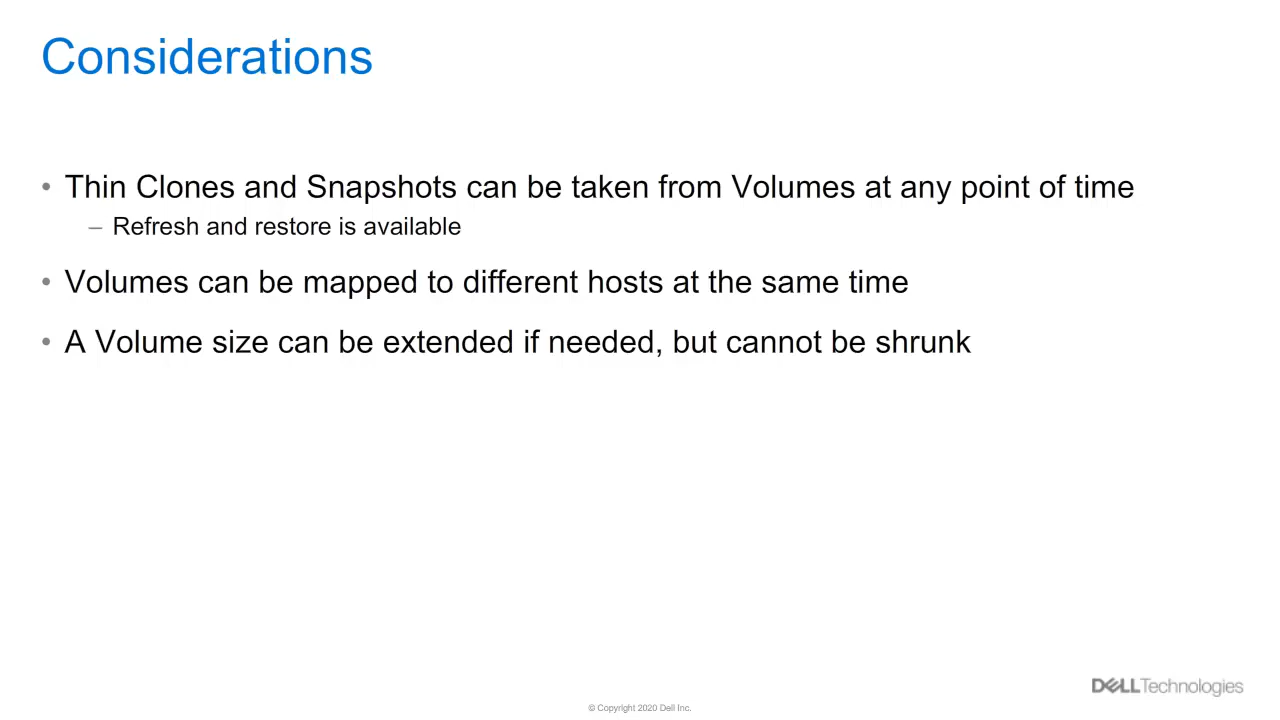 Considerations
• Thin Clones and Snapshots can be taken from Volumes at any point of time
– Refresh and restore is available
• Volumes can be mapped to different hosts at the same time
• A Volume size can be extended if needed, but cannot be shrunk
DELLTechnologies
© Copyright 2020 Dell Inc.